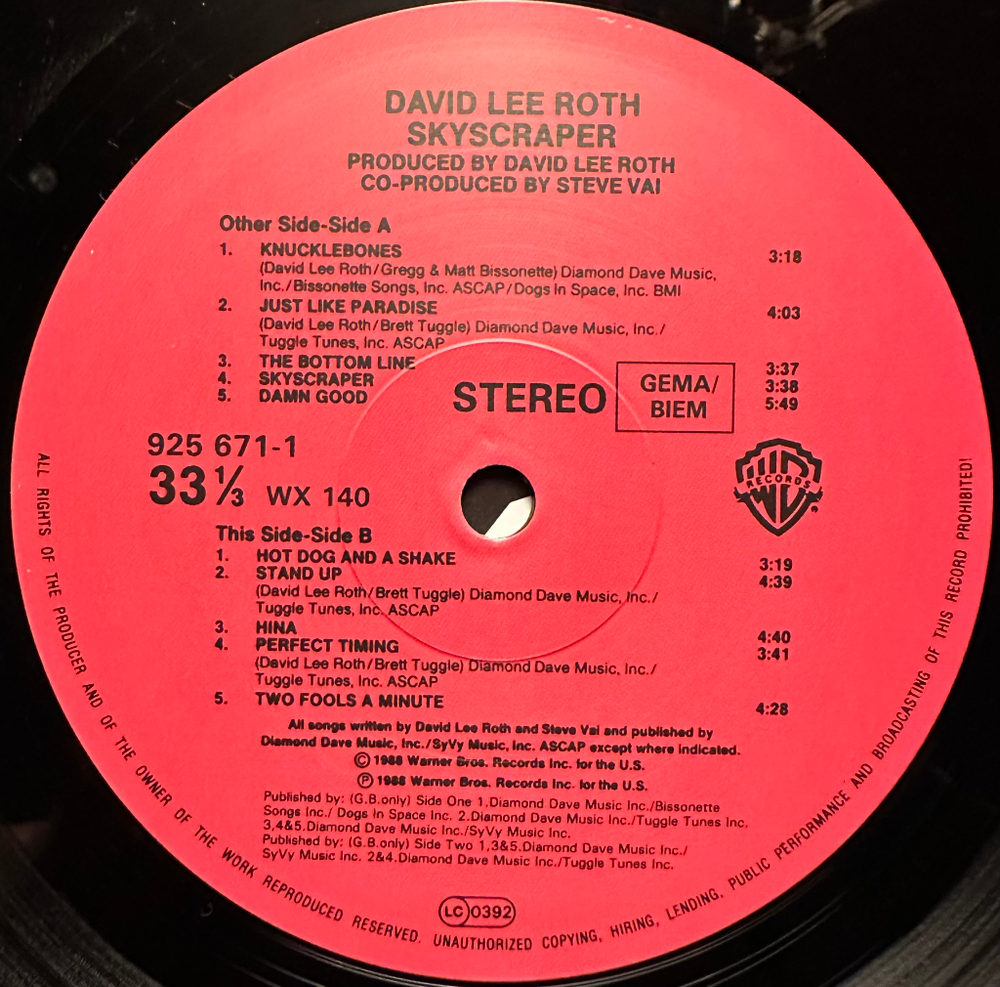 DAVID LEE ROTH
SKYSCRAPER
PRODUCED BY DAVID LEE ROTH
CO-PRODUCED BY STEVE VAI
Other Side-Side A
1. KNUCKLEBONES 3:18
(David Lee Roth/Gregg & Matt Bissonette) Diamond Dave Music,
Inc./Bissonette Songs, Inc. ASCAP/Dogs In Space, Inc. BMI
2. JUST LIKE PARADISE 4:03
(David Lee Roth/Brett Tuggle) Diamond Dave Music, Inc./
Tuggle Tunes, Inc. ASCAP
3. THE BOTTOM LINE 3:37
4. SKYSCRAPER 3:38
5. DAMN GOOD 5:49
STEREO
GEMA/
BIEM
925 671-1
33⅓ WX 140
WB RECORDS ®
This Side-Side B
1. HOT DOG AND A SHAKE 3:19
2. STAND UP 4:39
(David Lee Roth/Brett Tuggle) Diamond Dave Music, Inc./
Tuggle Tunes, Inc. ASCAP
3. HINA 4:40
4. PERFECT TIMING 3:41
(David Lee Roth/Brett Tuggle) Diamond Dave Music, Inc./
Tuggle Tunes, Inc. ASCAP
5. TWO FOOLS A MINUTE 4:28
All songs written by David Lee Roth and Steve Vai and published by
Diamond Dave Music, Inc./SyVy Music, Inc. ASCAP except where indicated.
© 1988 Warner Bros. Records Inc. for the U.S.
℗ 1988 Warner Bros. Records Inc. for the U.S.
Published by: (G.B.only) Side One 1.Diamond Dave Music Inc./Bissonette
Songs Inc./ Dogs In Space Inc. 2.Diamond Dave Music Inc./Tuggle Tunes Inc.
3,4&5.Diamond Dave Music Inc./SyVy Music Inc.
Published by: (G.B.only) Side Two 1,3&5.Diamond Dave Music Inc./
SyVy Music Inc. 2&4.Diamond Dave Music Inc./Tuggle Tunes Inc.
LC 0392
ALL RIGHTS OF THE PRODUCER AND OF THE OWNER OF THE WORK REPRODUCED RESERVED. UNAUTHORIZED COPYING, HIRING, LENDING, PUBLIC PERFORMANCE AND BROADCASTING OF THIS RECORD PROHIBITED!